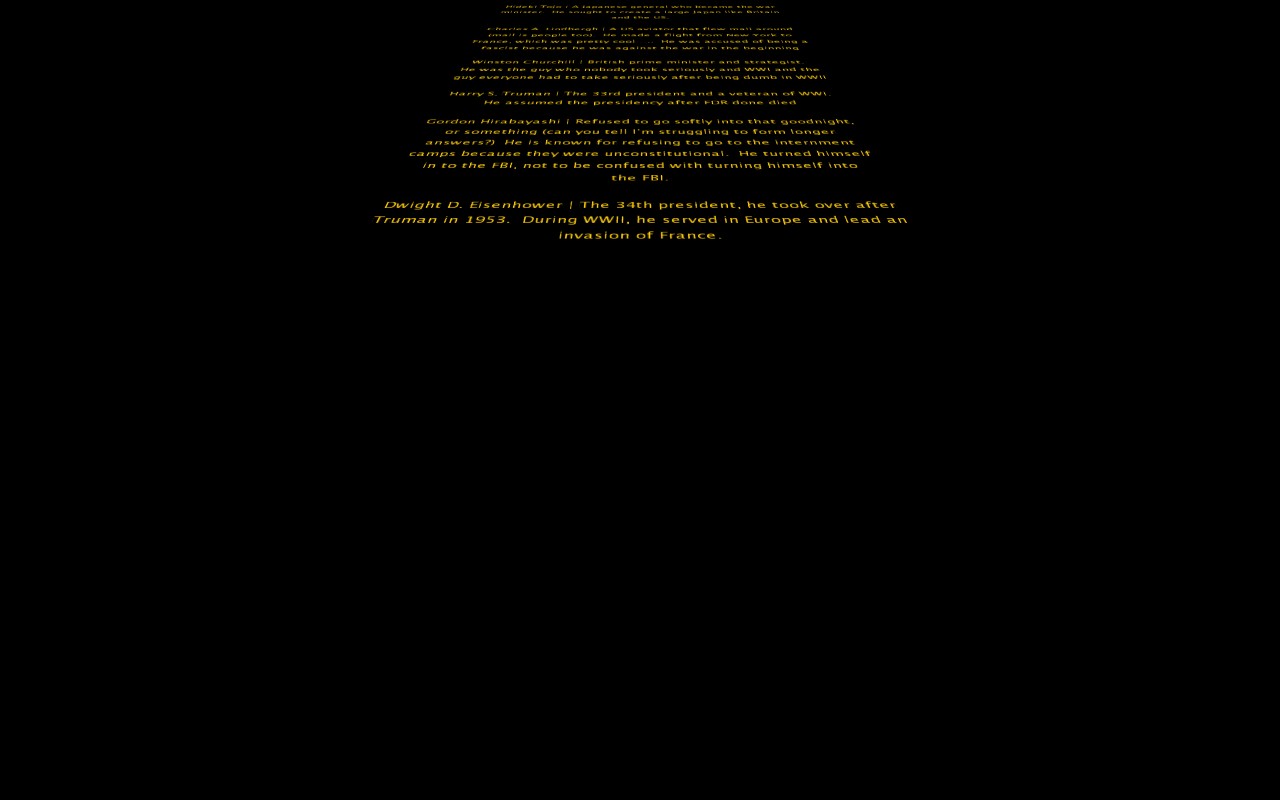 Hideki Tojo | A Japanese general who became the war
minister. He sought to create a large Japan like Britain
and the US.
Charles A. Lindbergh | A US aviator that flew mail around
(mail is people too). He made a flight from New York to
France, which was pretty cool ... He was accused of being a
fascist because he was against the war in the beginning
Winston Churchill | British prime minister and strategist.
He was the guy who nobody took seriously and WWI and the
guy everyone had to take seriously after being dumb in WWII
Harry S. Truman | The 33rd president and a veteran of WWI.
He assumed the presidency after FDR done died
Gordon Hirabayashi | Refused to go softly into that goodnight,
or something (can you tell I'm struggling to form longer
answers?) He is known for refusing to go to the internment
camps because they were unconstitutional. He turned himself
in to the FBI, not to be confused with turning himself into
the FBI.
Dwight D. Eisenhower | The 34th president, he took over after
Truman in 1953. During WWII, he served in Europe and lead an
invasion of France.